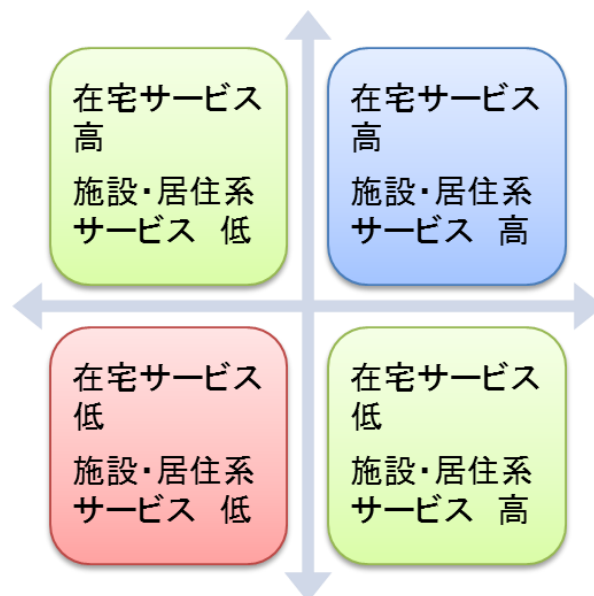 在宅サービス
高
施設・居住系
サービス　低
在宅サービス
高
施設・居住系
サービス　高
在宅サービス
低
施設・居住系
サービス　低
在宅サービス
低
施設・居住系
サービス　高